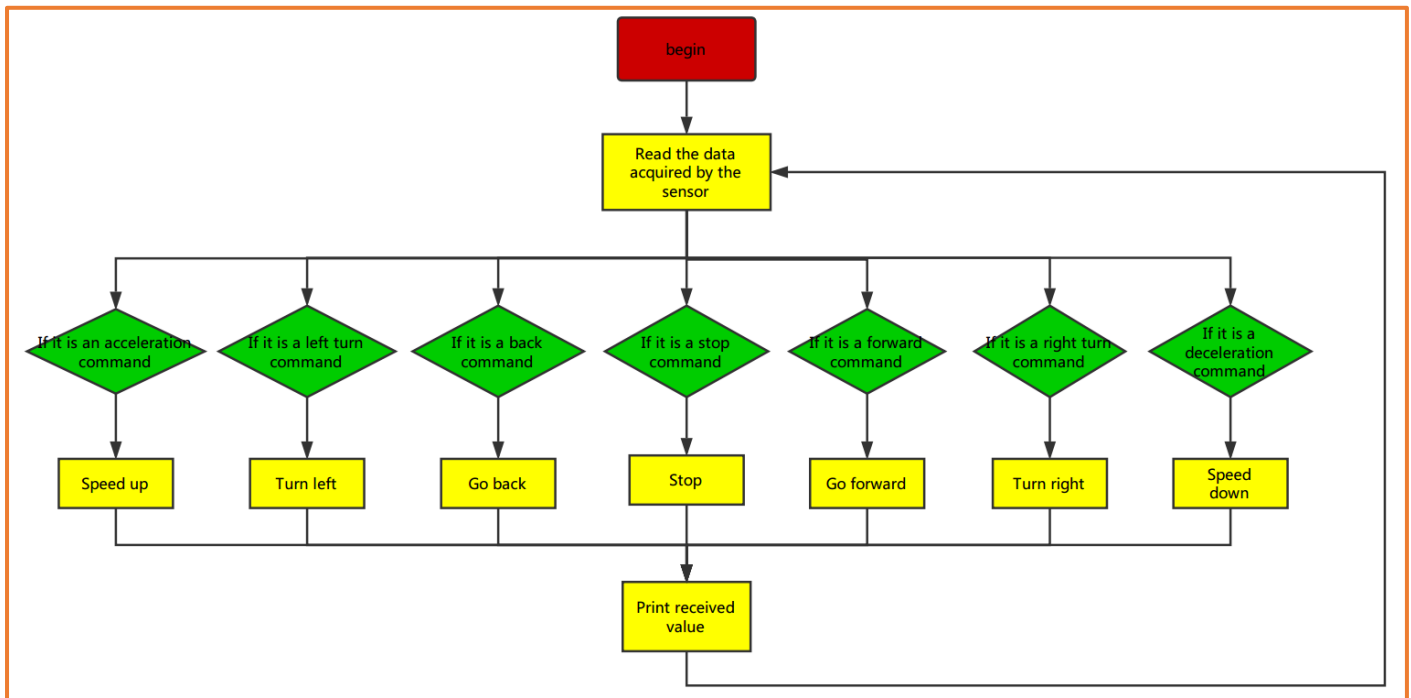 begin
Read the data
acquired by the
sensor
If it is an acceleration
command
If it is a left turn
command
If it is a back
command
If it is a stop
command
If it is a forward
command
If it is a right turn
command
If it is a
deceleration
command
Speed up
Turn left
Go back
Stop
Go forward
Turn right
Speed
down
Print received
value